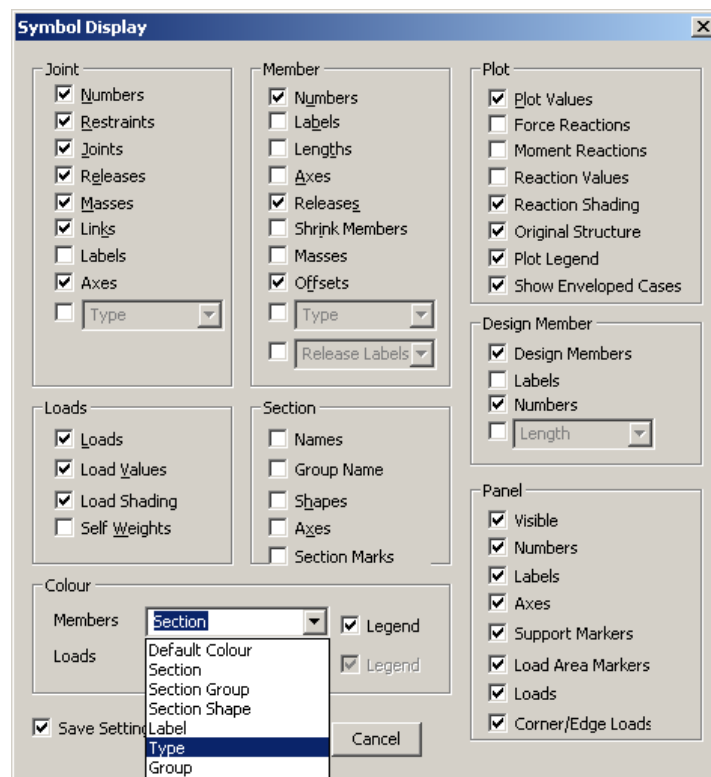 Symbol Display
Joint
Numbers
Restraints
Joints
Releases
Masses
Links
Labels
Axes
Type
Member
Numbers
Labels
Lengths
Axes
Releases
Shrink Members
Masses
Offsets
Type
Release Labels
Plot
Plot Values
Force Reactions
Moment Reactions
Reaction Values
Reaction Shading
Original Structure
Plot Legend
Show Enveloped Cases
Design Member
Design Members
Labels
Numbers
Length
Loads
Loads
Load Values
Load Shading
Self Weights
Section
Names
Group Name
Shapes
Axes
Section Marks
Panel
Visible
Numbers
Labels
Axes
Support Markers
Load Area Markers
Loads
Corner/Edge Loads
Colour
Members Section Legend
Loads Legend
Default Colour
Section
Section Group
Section Shape
Label
Type
Group
Save Setting
Cancel